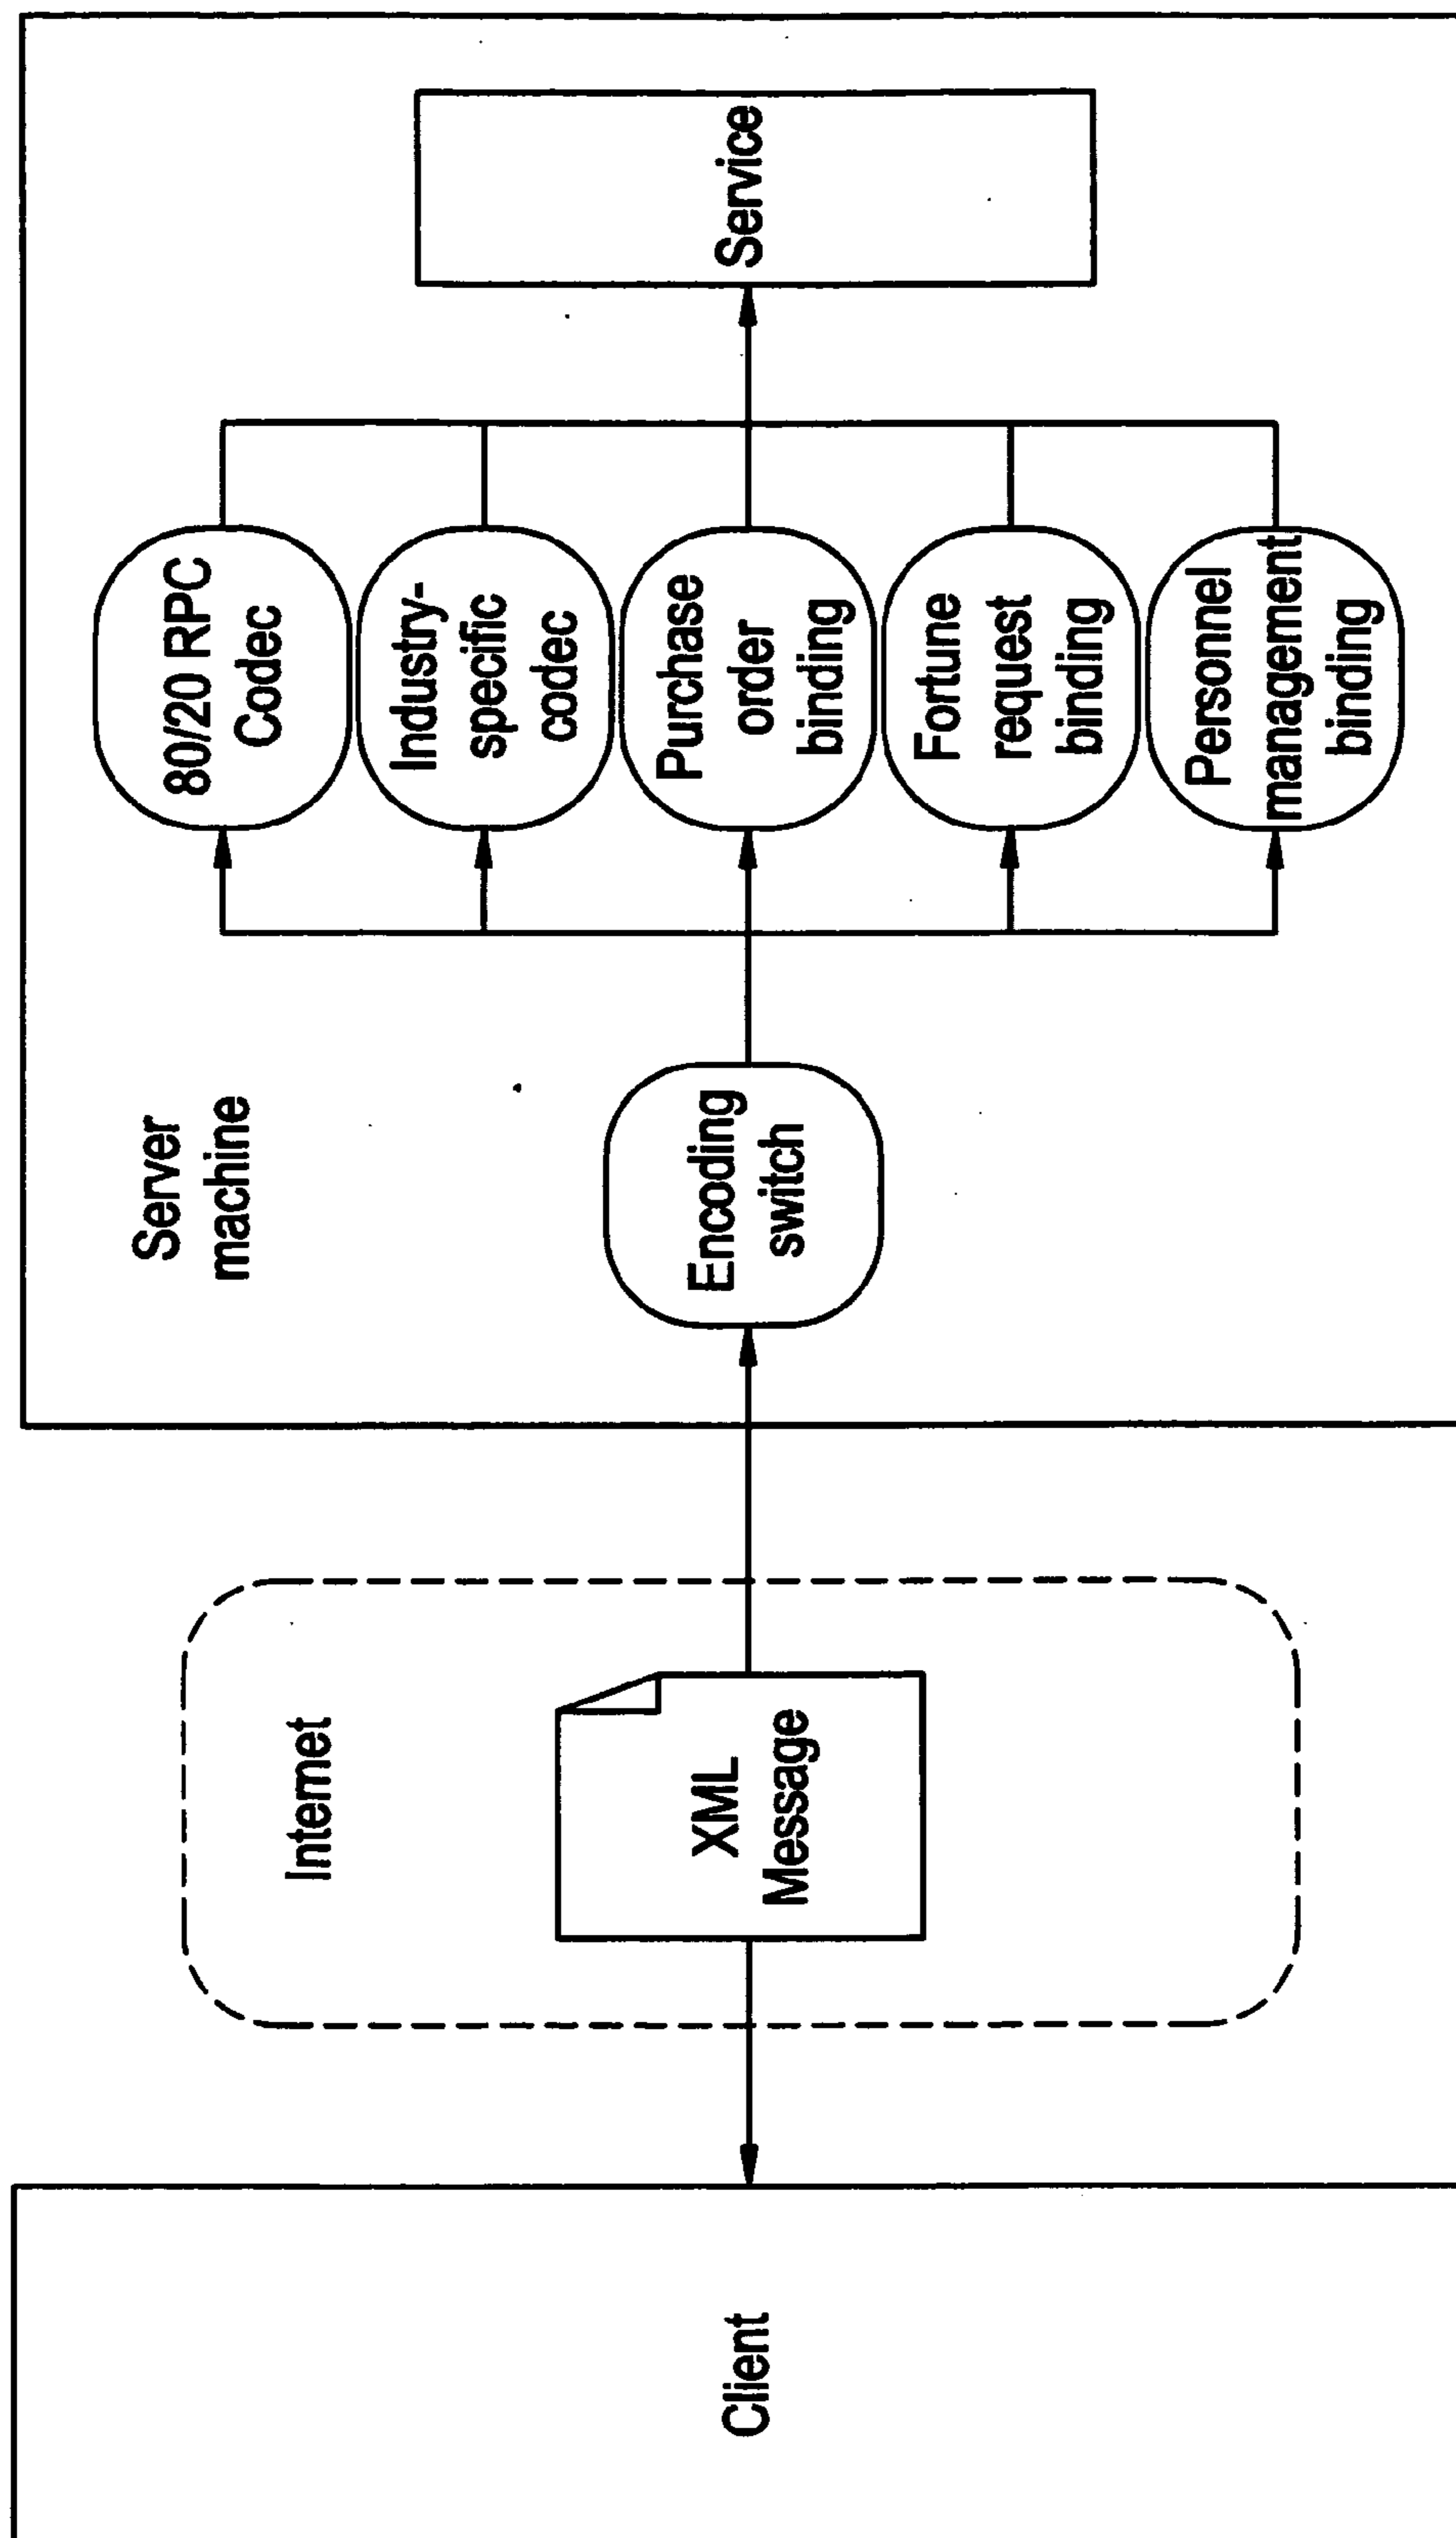 Client
Internet
XML
Message
Server
machine
Encoding
switch
80/20 RPC
Codec
Industry-
specific
codec
Purchase
order
binding
Fortune
request
binding
Personnel
management
binding
Service